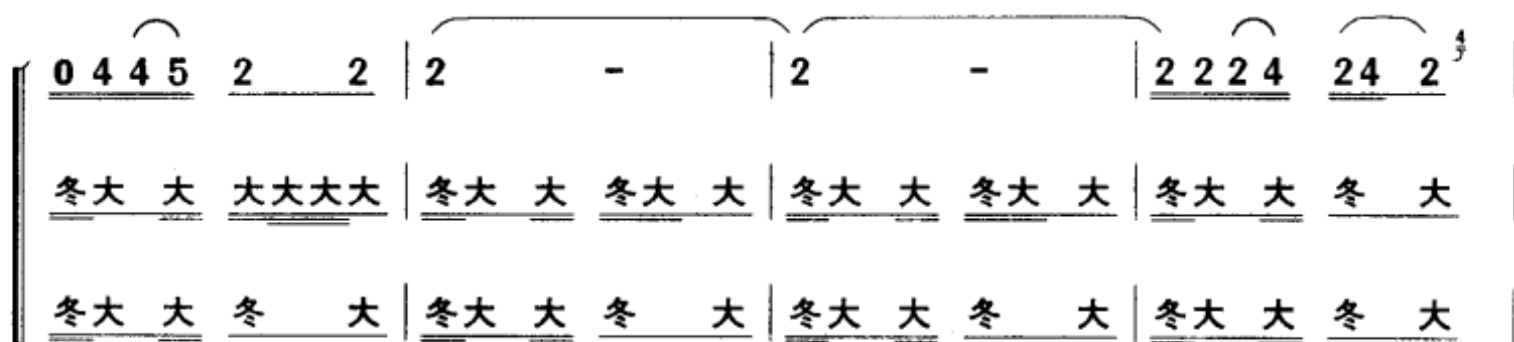 0 4 4 5 2 2 | 2 - | 2 - | 2 2 2 4 2 4 2 4 |
冬大 大 大大大大 | 冬大 大 冬大 大 | 冬大 大 冬大 大 | 冬大 大 冬 大 |
冬大 大 冬 大 | 冬大 大 冬 大 | 冬大 大 冬 大 | 冬大 大 冬 大 |